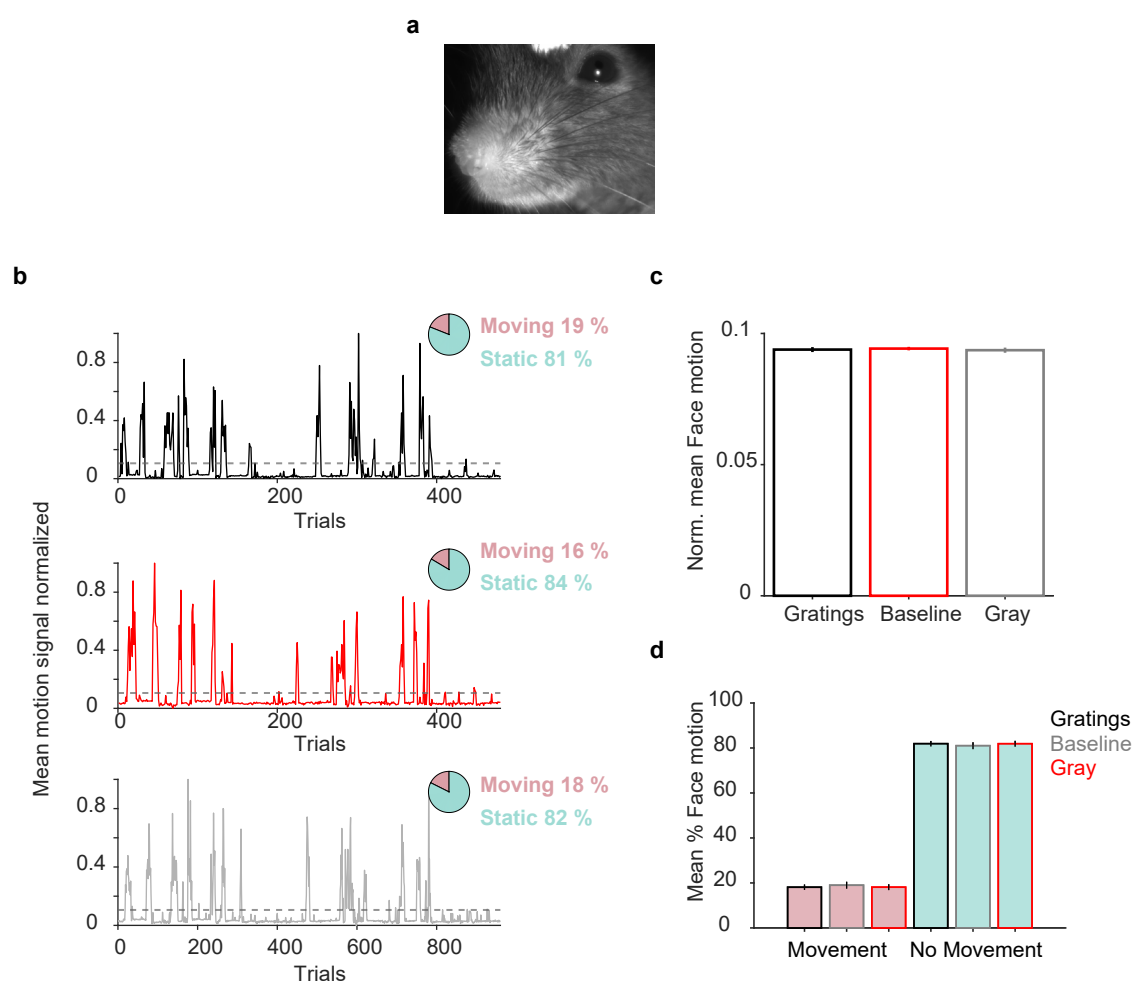 a
b
Mean motion signal normalized
Moving 19 %
Static 81 %
0.8
0.4
0
0
200
400
Trials
Moving 16 %
Static 84 %
0.8
0.4
0
0
200
400
Trials
Moving 18 %
Static 82 %
0.8
0.4
0
0
200
400
600
800
Trials
c
Norm. mean Face motion
0.1
0.05
0
Gratings
Baseline
Gray
d
Mean % Face motion
100
80
60
40
20
0
Movement
No Movement
Gratings
Baseline
Gray